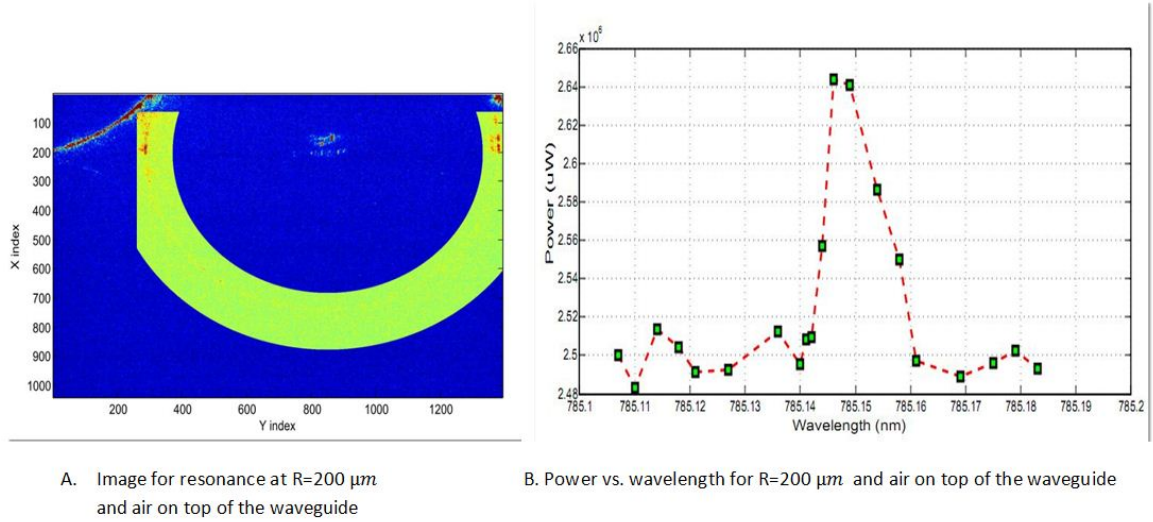 x 10⁶
2.66
2.64
2.62
2.6
2.58
2.56
2.54
2.52
2.5
2.48
Power (uW)
785.1 785.11 785.12 785.13 785.14 785.15 785.16 785.17 785.18 785.19 785.2
Wavelength (nm)
100
200
300
400
500
600
700
800
900
1000
X index
200 400 600 800 1000 1200
Y index
A. Image for resonance at R=200 μm
and air on top of the waveguide
B. Power vs. wavelength for R=200 μm and air on top of the waveguide